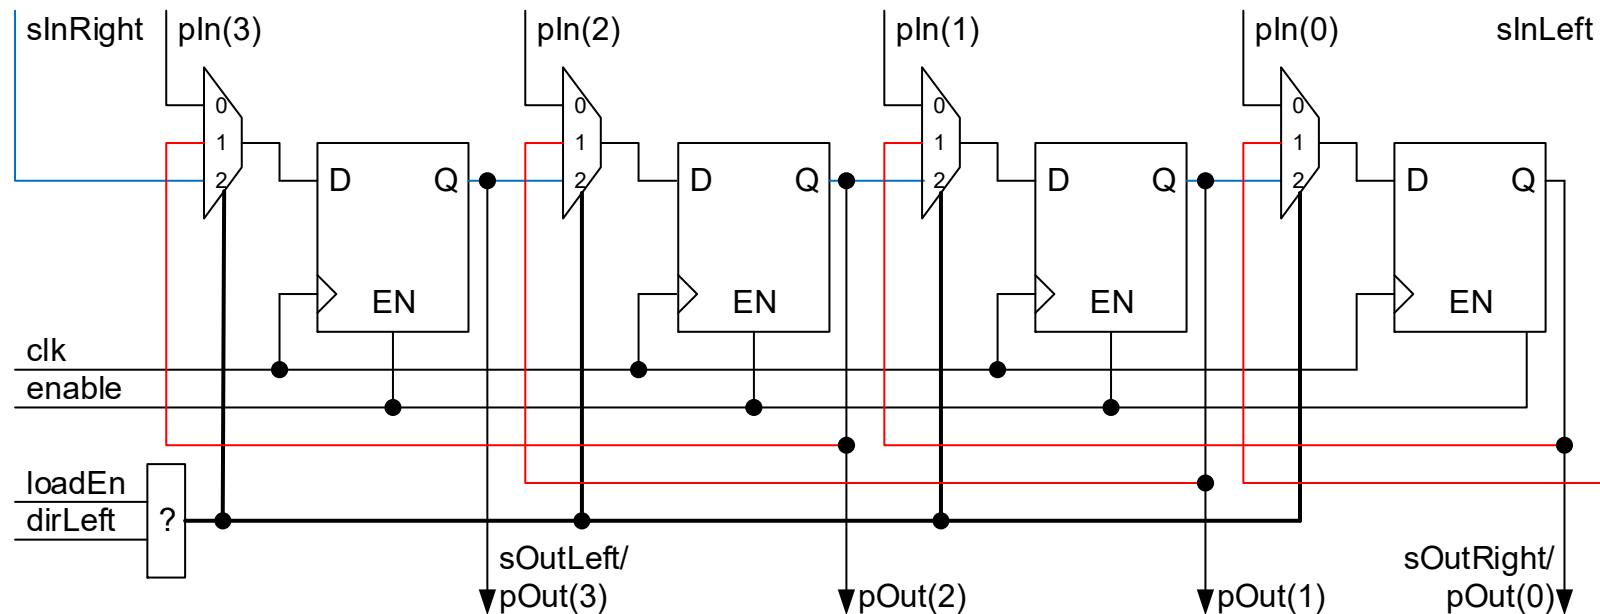 sInRight pIn(3) pIn(2) pIn(1) pIn(0) sInLeft
0 0 0 0
1 1 1 1
2 D Q 2 D Q 2 D Q 2 D Q
EN EN EN EN
clk
enable
loadEn
dirLeft ?
sOutLeft/ sOutRight/
pOut(3) pOut(2) pOut(1) pOut(0)